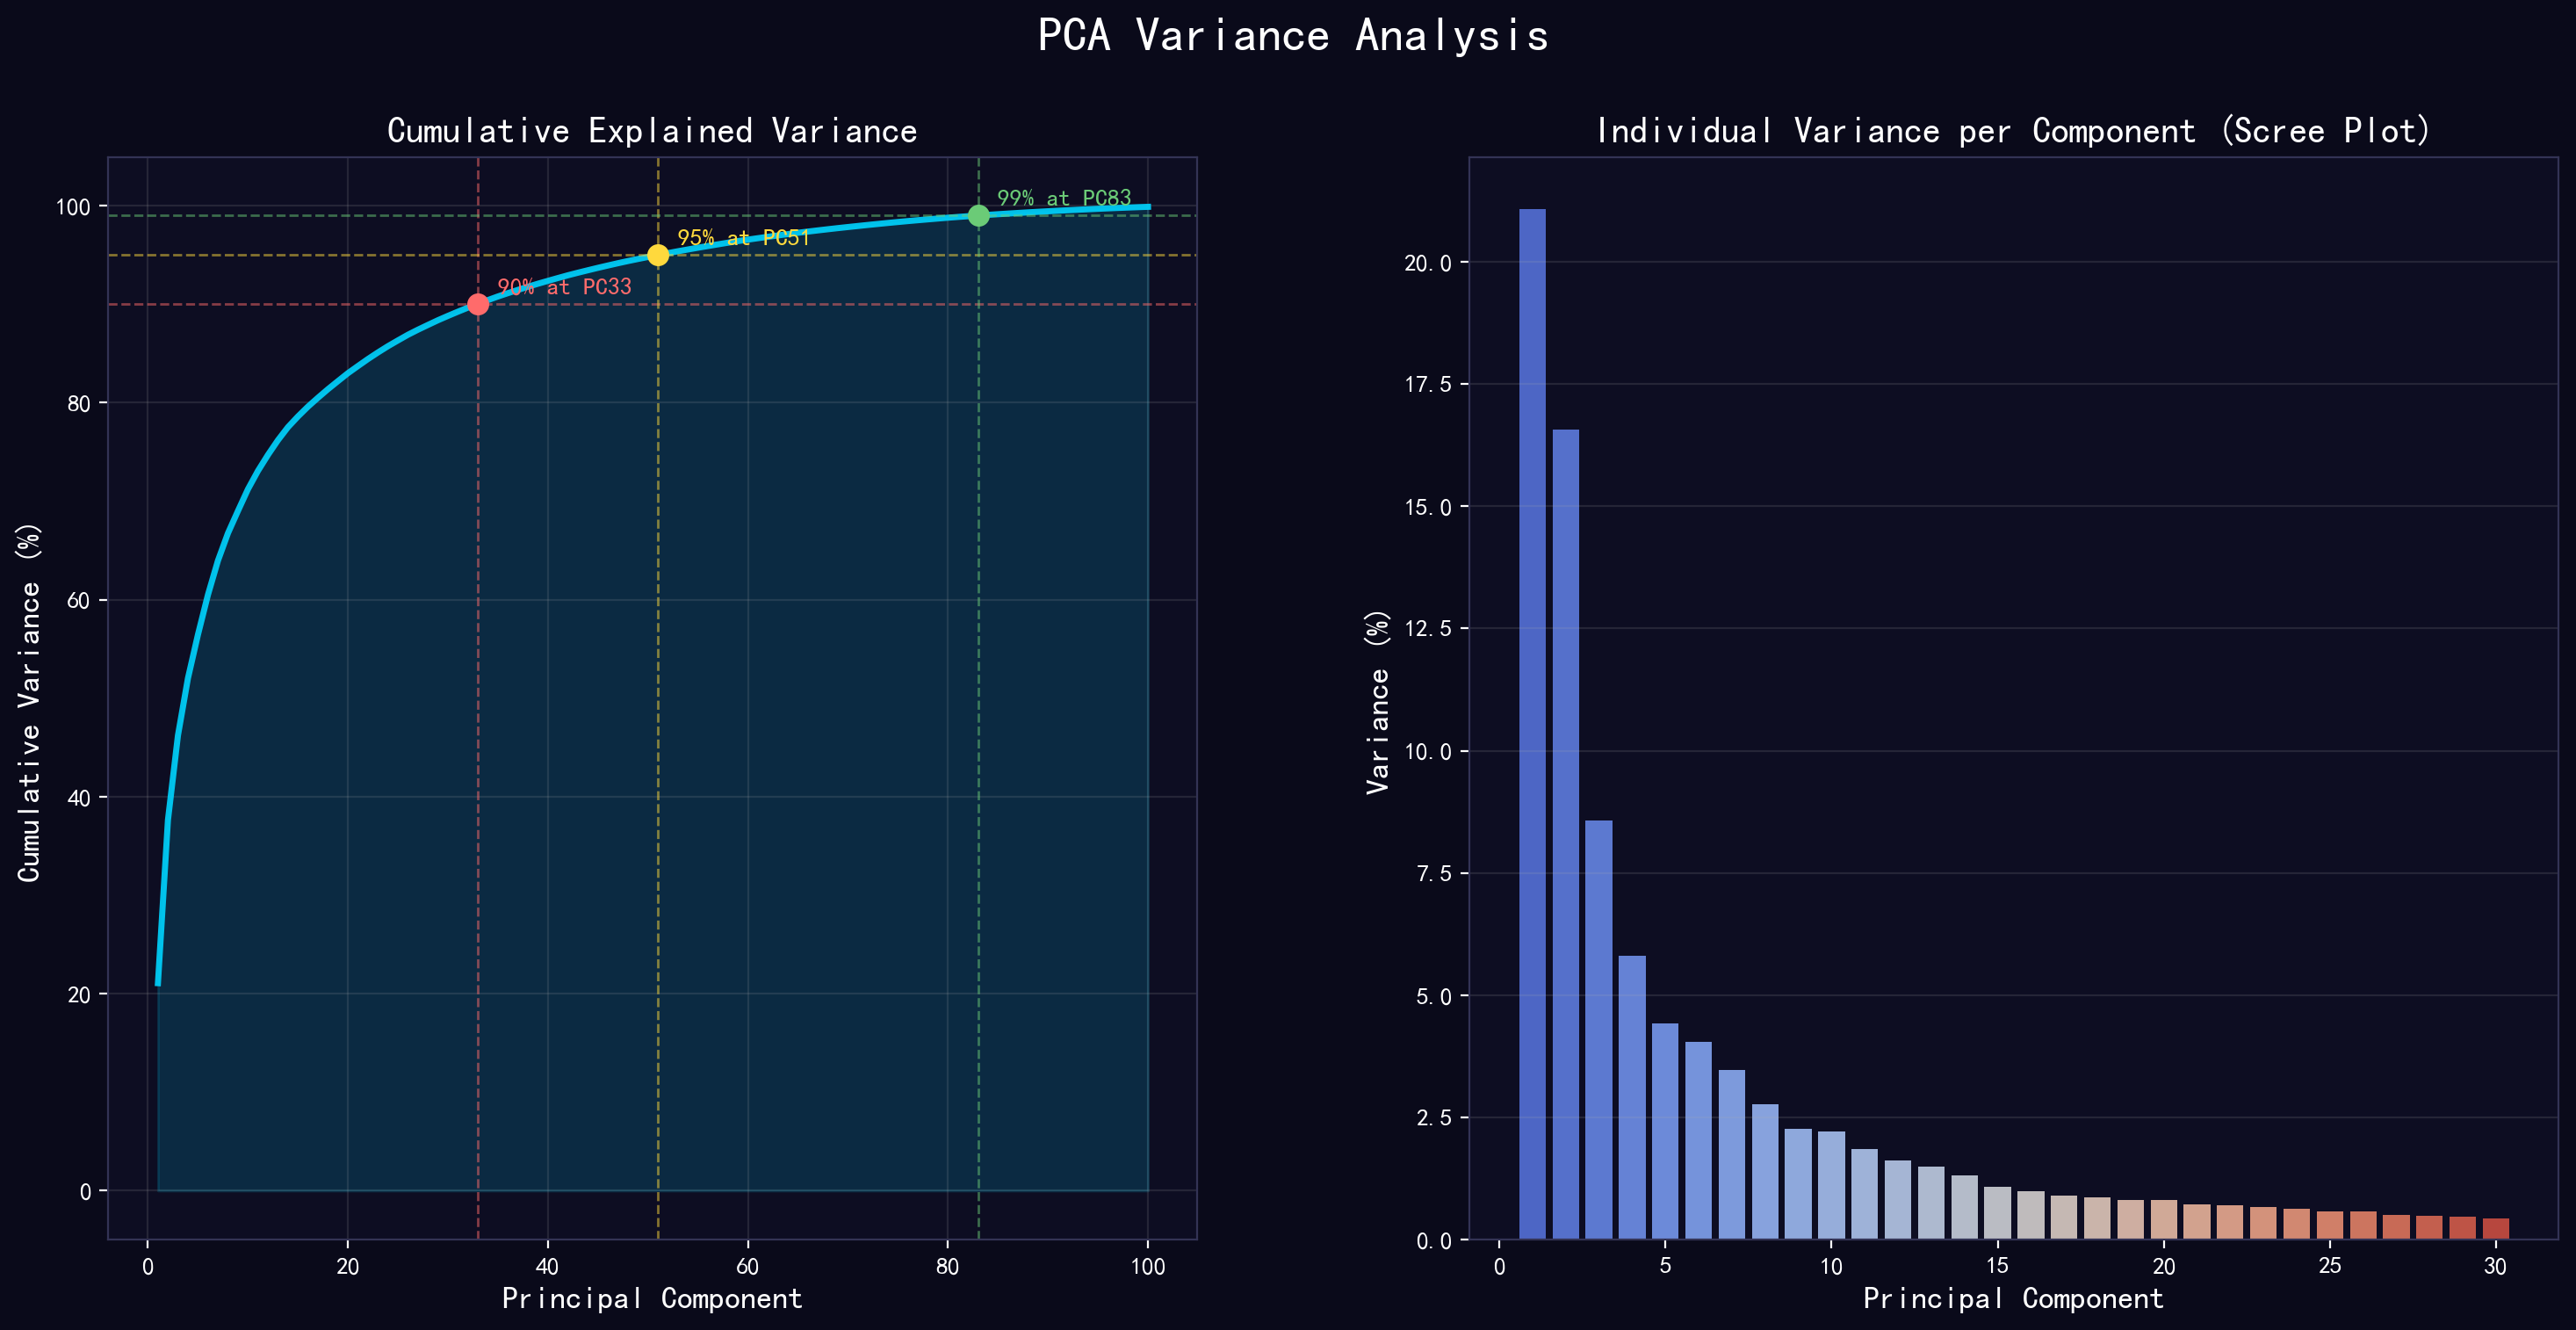 PCA Variance Analysis
Cumulative Explained Variance
Cumulative Variance (%)
100
80
60
40
20
0
99% at PC83
95% at PC51
90% at PC33
0 20 40 60 80 100
Principal Component
Individual Variance per Component (Scree Plot)
Variance (%)
20.0
17.5
15.0
12.5
10.0
7.5
5.0
2.5
0.0
0 5 10 15 20 25 30
Principal Component